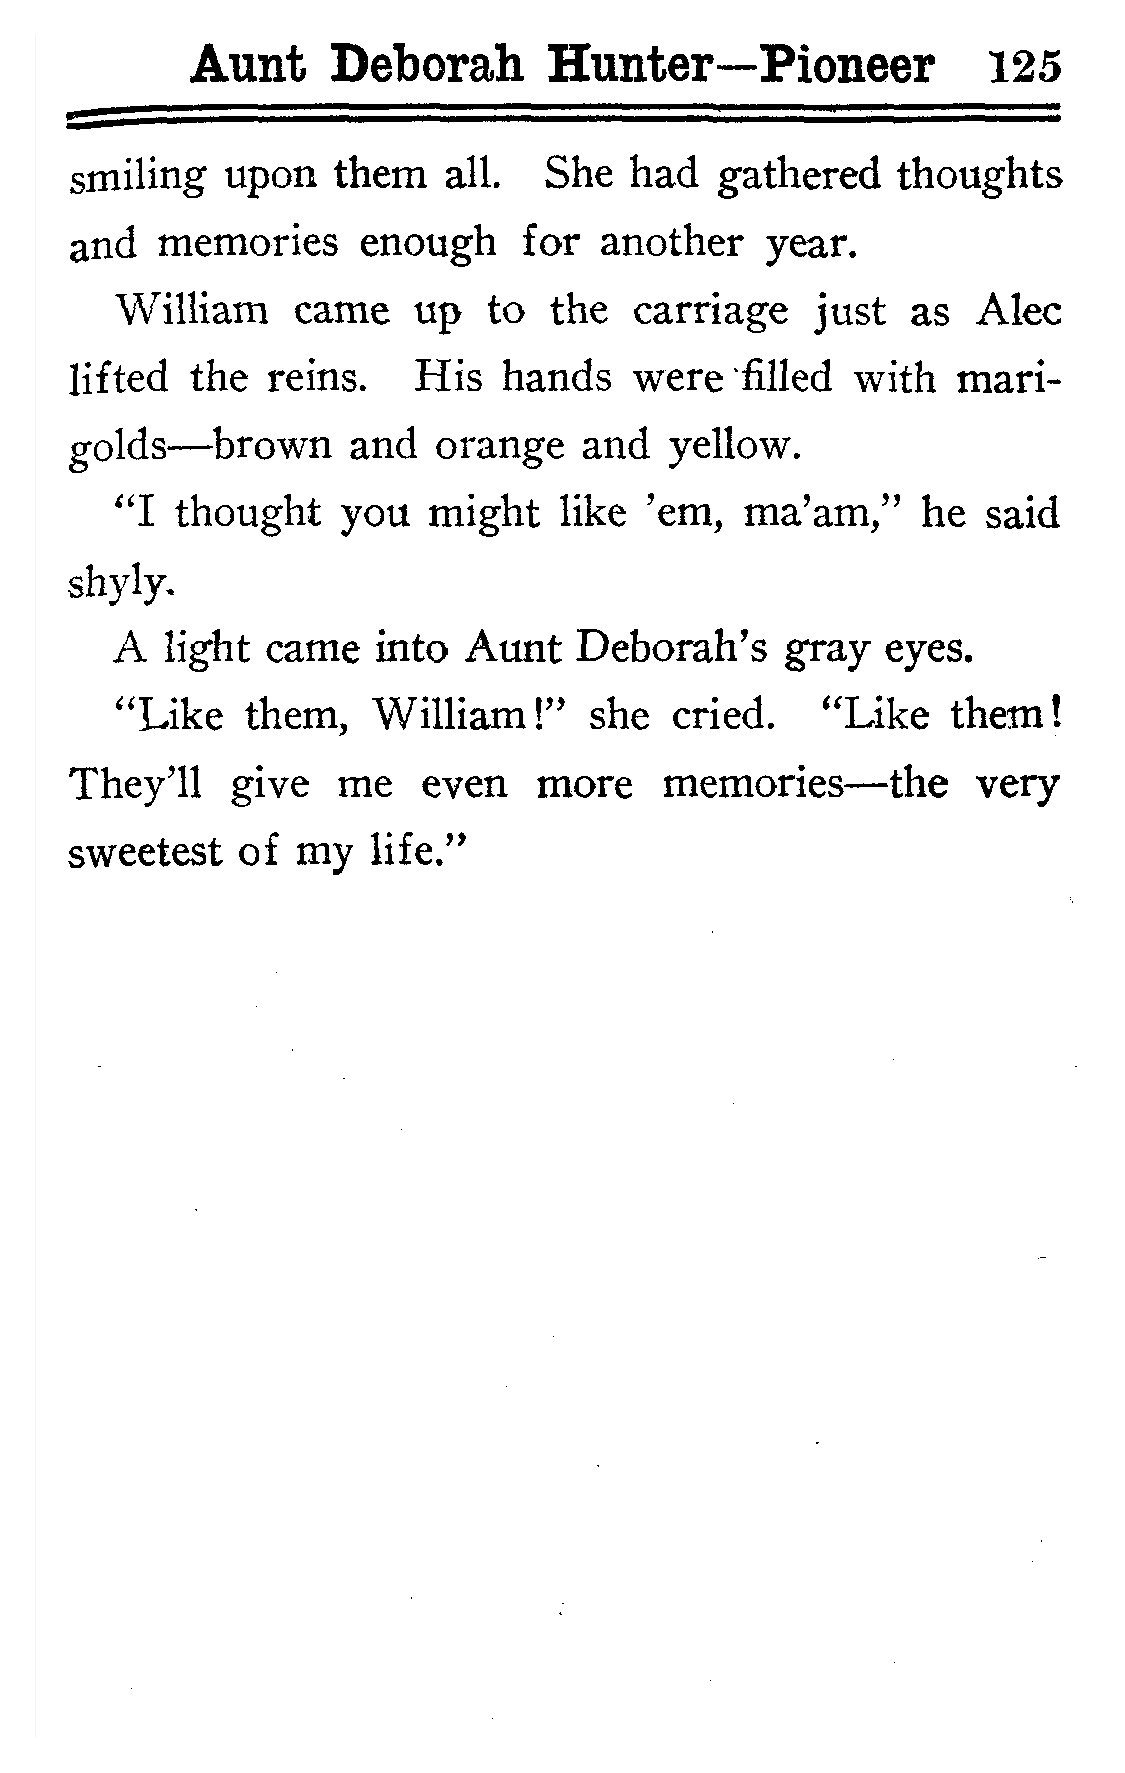 Aunt Deborah Hunter—Pioneer 125
smiling upon them all. She had gathered thoughts
and memories enough for another year.
William came up to the carriage just as Alec
lifted the reins. His hands were filled with mari-
golds—brown and orange and yellow.
“I thought you might like ’em, ma’am,” he said
shyly.
A light came into Aunt Deborah’s gray eyes.
“Like them, William!” she cried. “Like them!
They’ll give me even more memories—the very
sweetest of my life.”